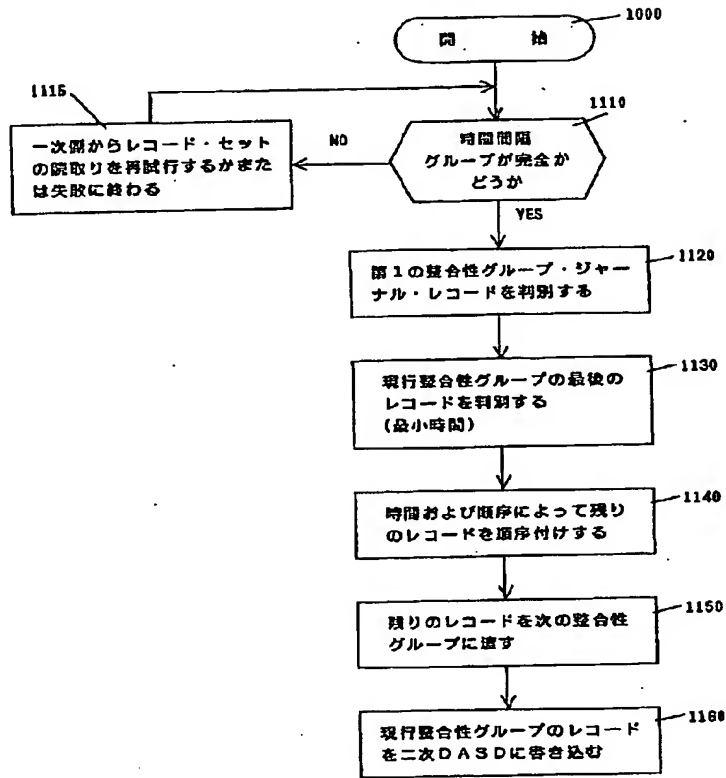 1000
開 始
1115
1110
一次側からレコード・セット
の読取りを再試行するかまた
は失敗に終わる
NO
時間間隔
グループが完全か
どうか
YES
1120
第1の整合性グループ・ジャー
ナル・レコードを判別する
1130
現行整合性グループの最後の
レコードを判別する
(最小時間)
1140
時間および順序によって残り
のレコードを順序付けする
1150
残りのレコードを次の整合性
グループに渡す
1160
現行整合性グループのレコード
を二次DASDに書き込む